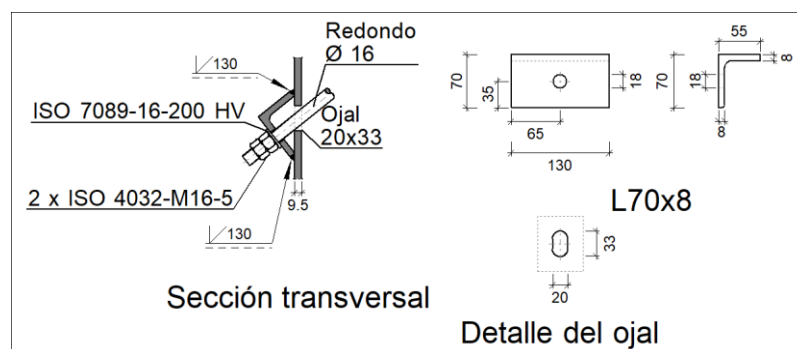 Redondo
Ø 16
130
ISO 7089-16-200 HV
Ojal
20x33
2 x ISO 4032-M16-5
9.5
130
Sección transversal
70
35
18
65
130
55
8
70
18
8
L70x8
33
20
Detalle del ojal